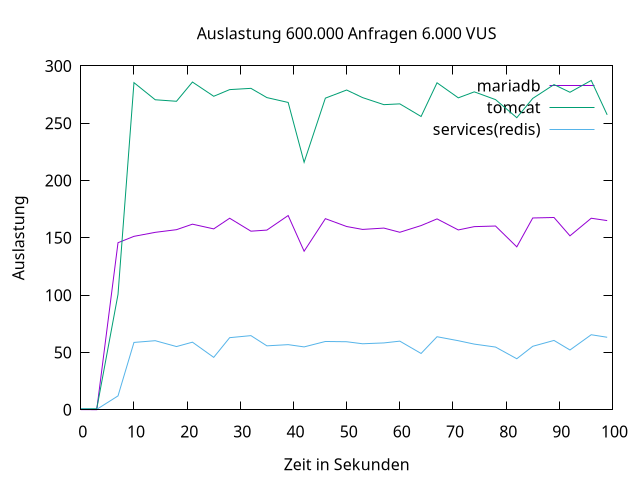 Auslastung 600.000 Anfragen 6.000 VUS
300
250
200
150
100
50
0
Auslastung
mariadb
tomcat
services(redis)
0 10 20 30 40 50 60 70 80 90 100
Zeit in Sekunden